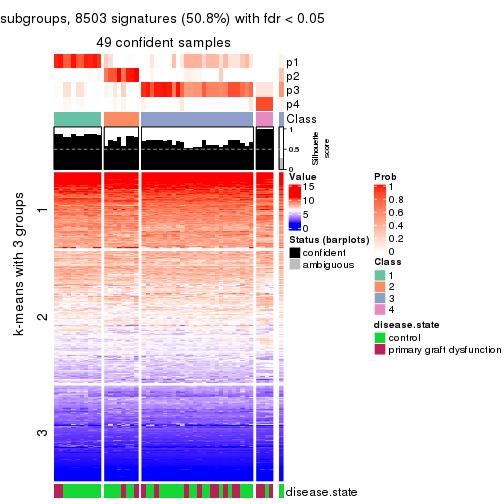 subgroups, 8503 signatures (50.8%) with fdr < 0.05
49 confident samples
p1
p2
p3
p4
Class
1
0.5
0
Silhouette
score
k-means with 3 groups
1
2
3
disease.state
Value
15
10
5
0
Status (barplots)
confident
ambiguous
Prob
1
0.8
0.6
0.4
0.2
0
Class
1
2
3
4
disease.state
control
primary graft dysfunction